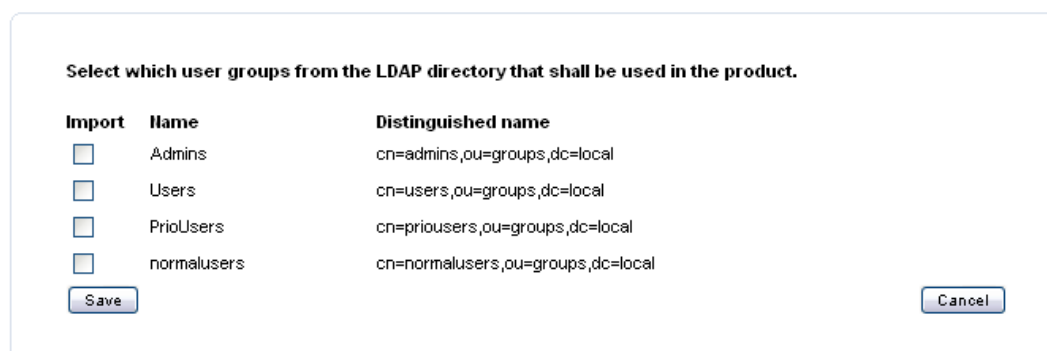 Select which user groups from the LDAP directory that shall be used in the product.
Import Name Distinguished name
Admins cn=admins,ou=groups,dc=local
Users cn=users,ou=groups,dc=local
PrioUsers cn=priousers,ou=groups,dc=local
normalusers cn=normalusers,ou=groups,dc=local
Save Cancel